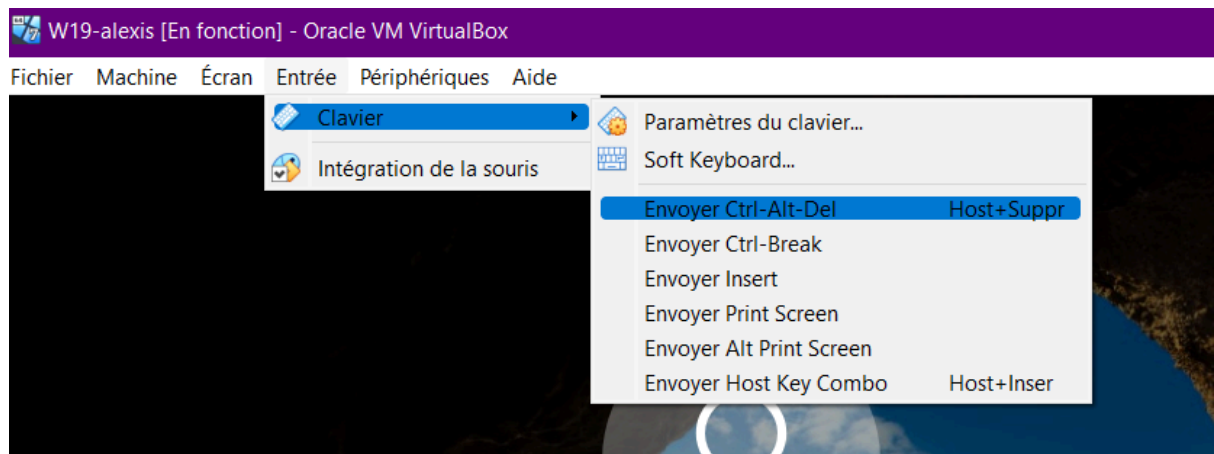 W19-alexis [En fonction] - Oracle VM VirtualBox
Fichier Machine Écran Entrée Périphériques Aide
Clavier
Intégration de la souris
Paramètres du clavier...
Soft Keyboard...
Envoyer Ctrl-Alt-Del Host+Suppr
Envoyer Ctrl-Break
Envoyer Insert
Envoyer Print Screen
Envoyer Alt Print Screen
Envoyer Host Key Combo Host+Inser